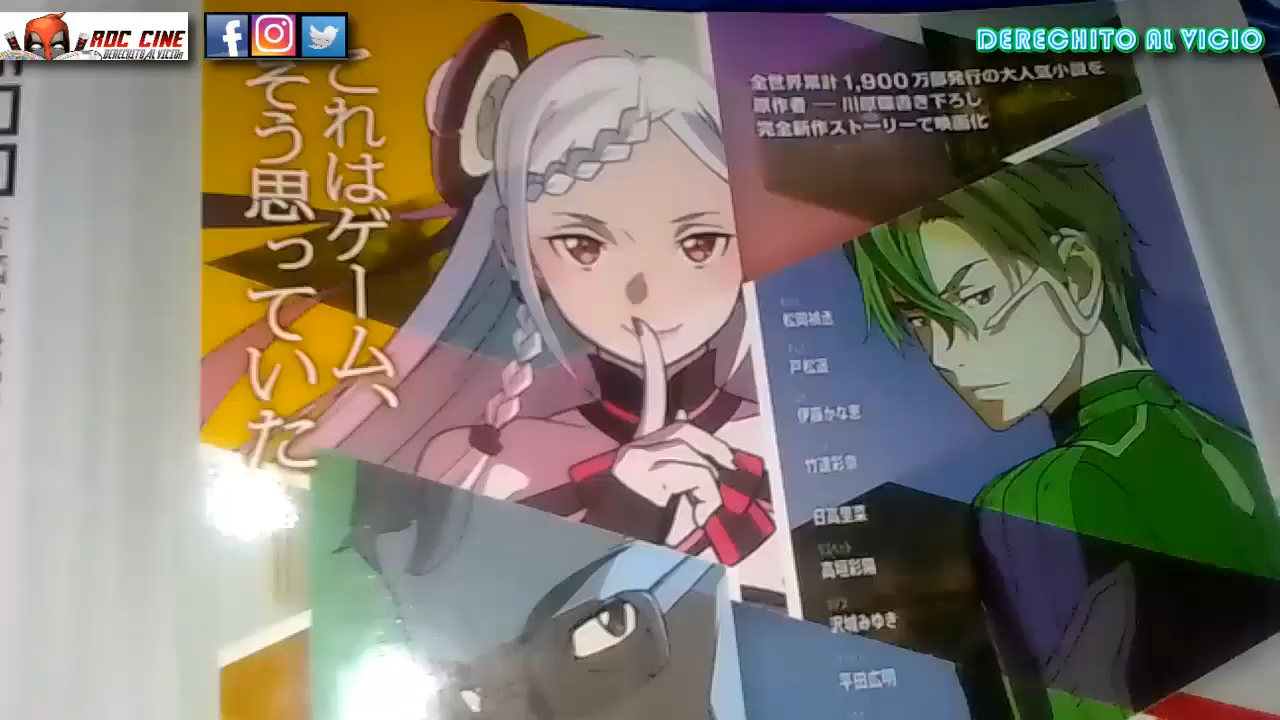 RDC CINE
DERECHITO AL VICIO!
DERECHITO AL VICIO
これはゲーム、
そう思っていた
全世界累計1,900万部発行の大人気小説を
原作者 ― 川原礫書き下ろし
完全新作ストーリーで映画化
松岡禎丞
戸松遥
伊藤かな恵
竹達彩奈
日高里菜
高垣彩陽
沢城みゆき
平田広明